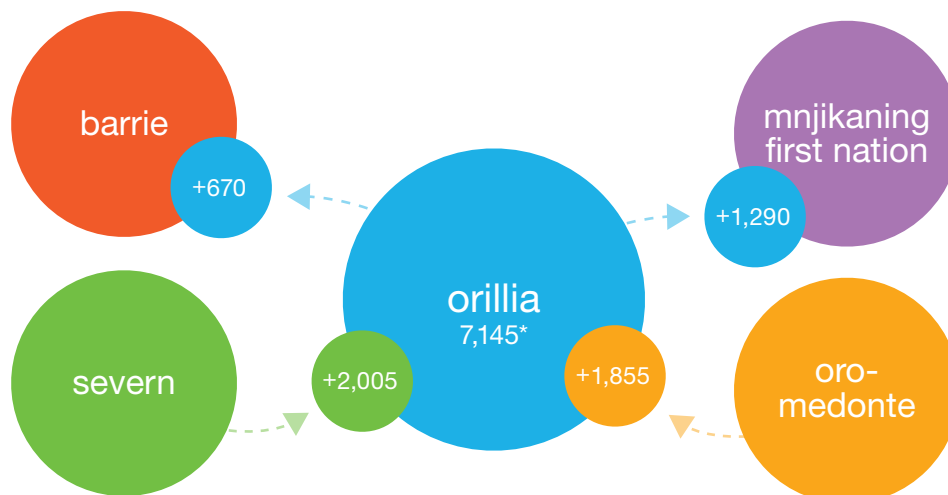 barrie
+670
mnjikaning
first nation
+1,290
orillia
7,145*
severn
+2,005
+1,855
oro-
medonte